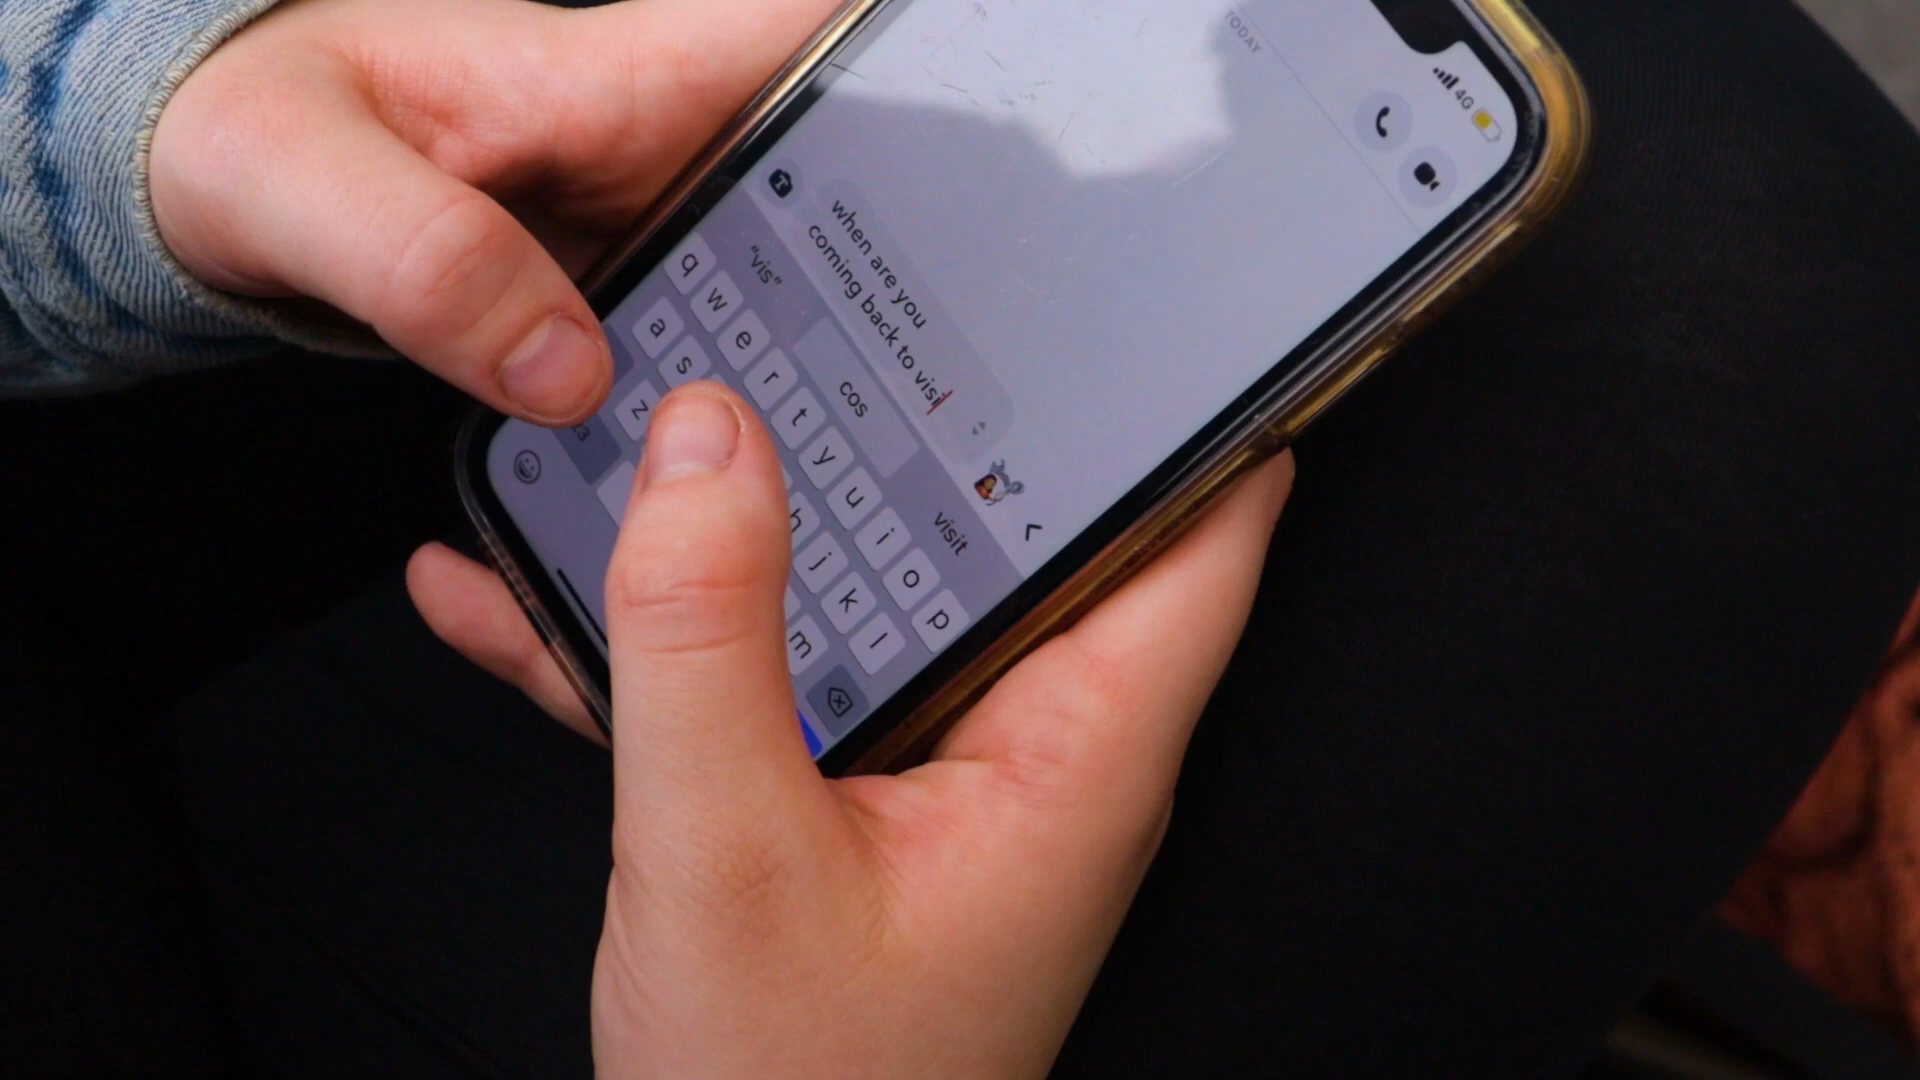 4G
TODAY
when are you
coming back to visi
"vis" cos visit
q w e r t y u i o p
a s h j k l
z m